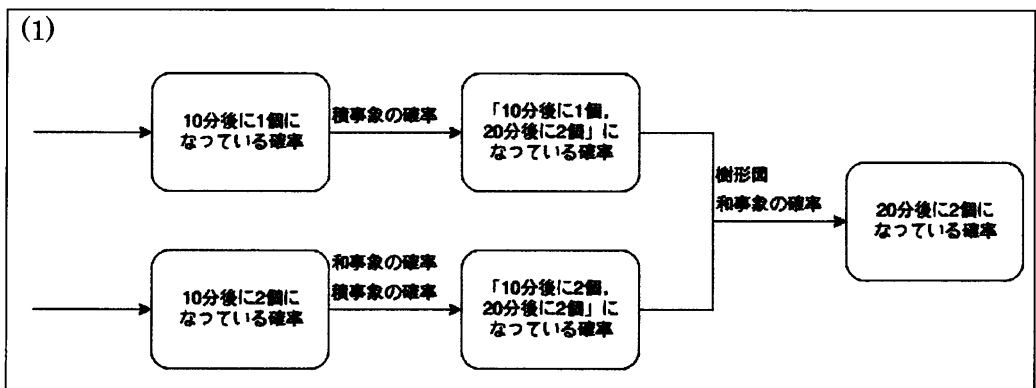 (1)
10分後に1個に
なっている確率
積事象の確率
「10分後に1個,
20分後に2個」に
なっている確率
樹形図
和事象の確率
20分後に2個に
なっている確率
10分後に2個に
なっている確率
和事象の確率
積事象の確率
「10分後に2個,
20分後に2個」に
なっている確率